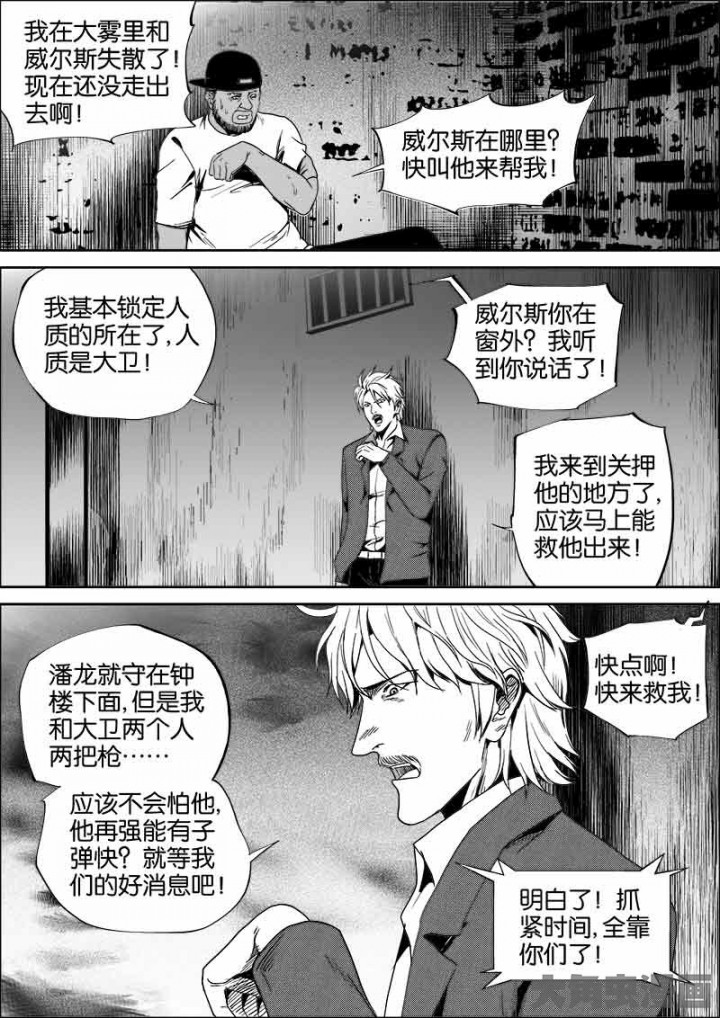 我在大雾里和
威尔斯失散了！
现在还没走出
去啊！
威尔斯在哪里？
快叫他来帮我！
我基本锁定人
质的所在了，人
质是大卫！
威尔斯你在
窗外？我听
到你说话了！
我来到关押
他的地方了，
应该马上能
救他出来！
快点啊！
快来救我！
潘龙就守在钟
楼下面，但是我
和大卫两个人
两把枪……
应该不会怕他，
他再强能有子
弹快？就等我
们的好消息吧！
明白了！抓
紧时间，全靠
你们了！
大角虫漫画